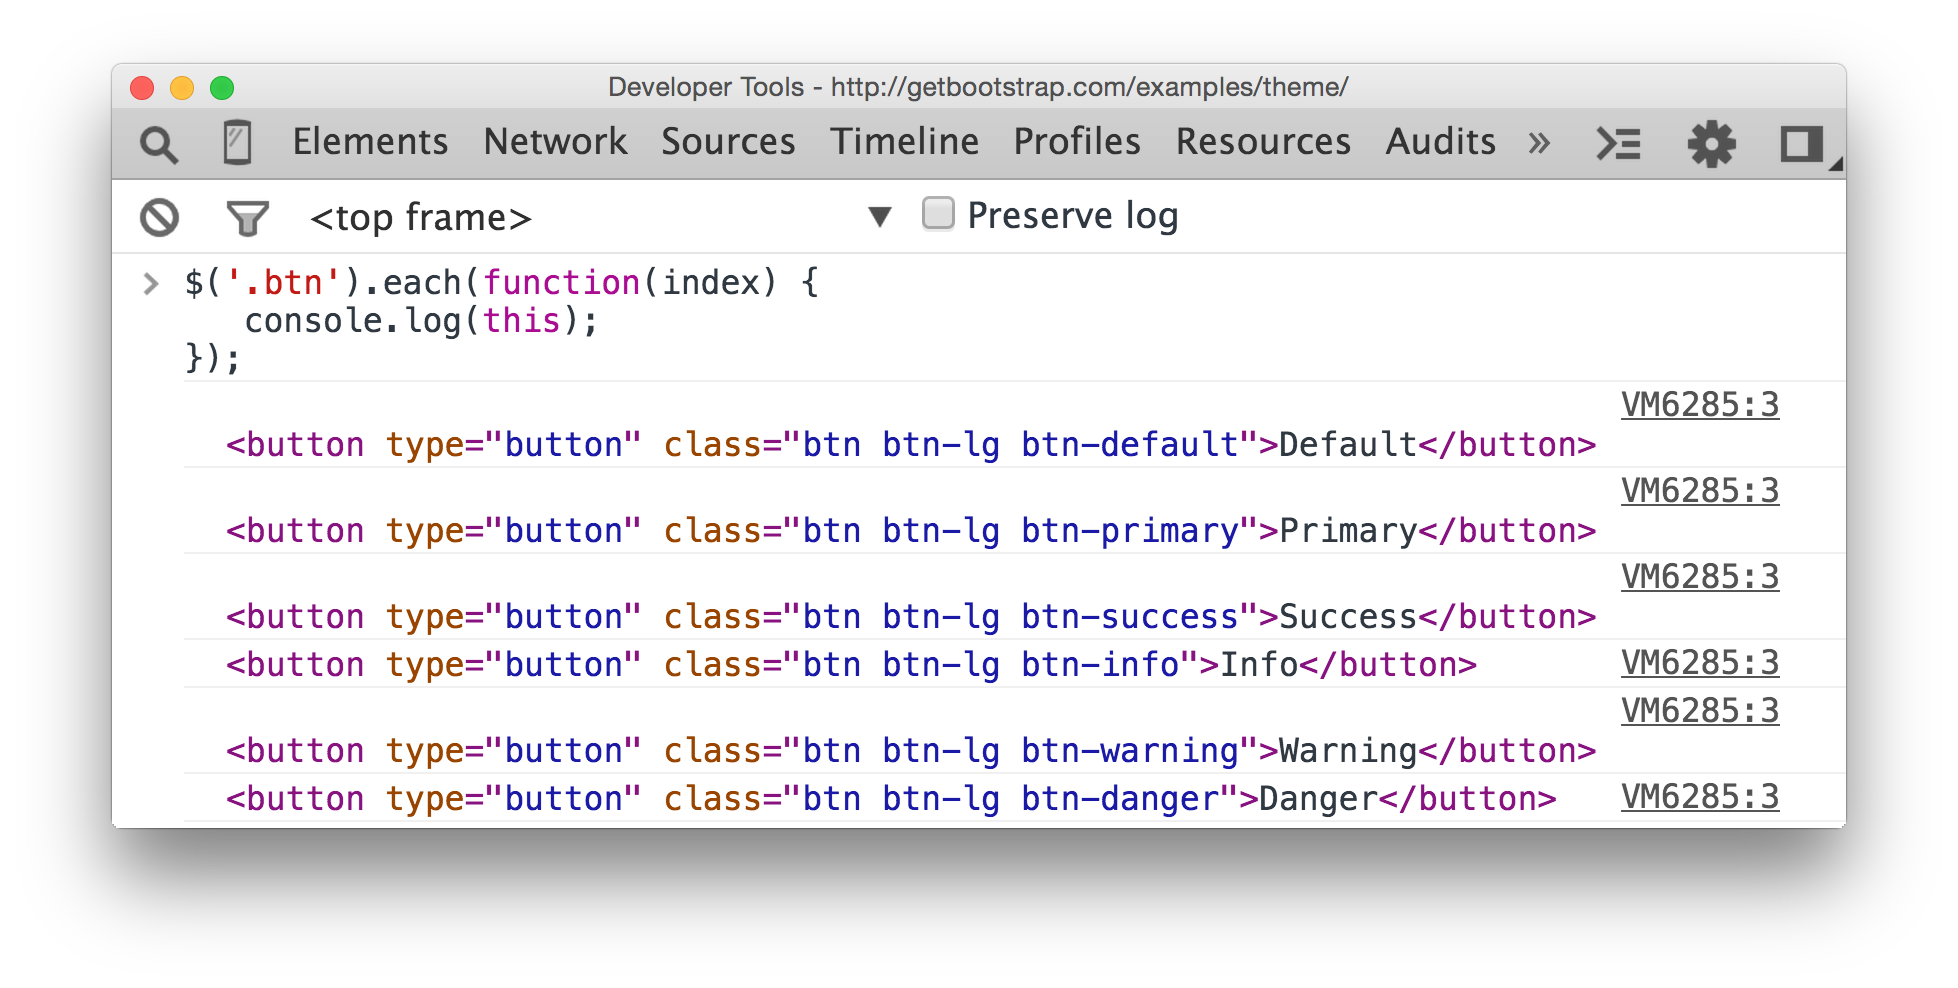 Developer Tools - http://getbootstrap.com/examples/theme/
Elements Network Sources Timeline Profiles Resources Audits »
<top frame> ▼ Preserve log
> $('.btn').each(function(index) {
   console.log(this);
});
VM6285:3
<button type="button" class="btn btn-lg btn-default">Default</button>
VM6285:3
<button type="button" class="btn btn-lg btn-primary">Primary</button>
VM6285:3
<button type="button" class="btn btn-lg btn-success">Success</button>
<button type="button" class="btn btn-lg btn-info">Info</button> VM6285:3
VM6285:3
<button type="button" class="btn btn-lg btn-warning">Warning</button>
<button type="button" class="btn btn-lg btn-danger">Danger</button> VM6285:3